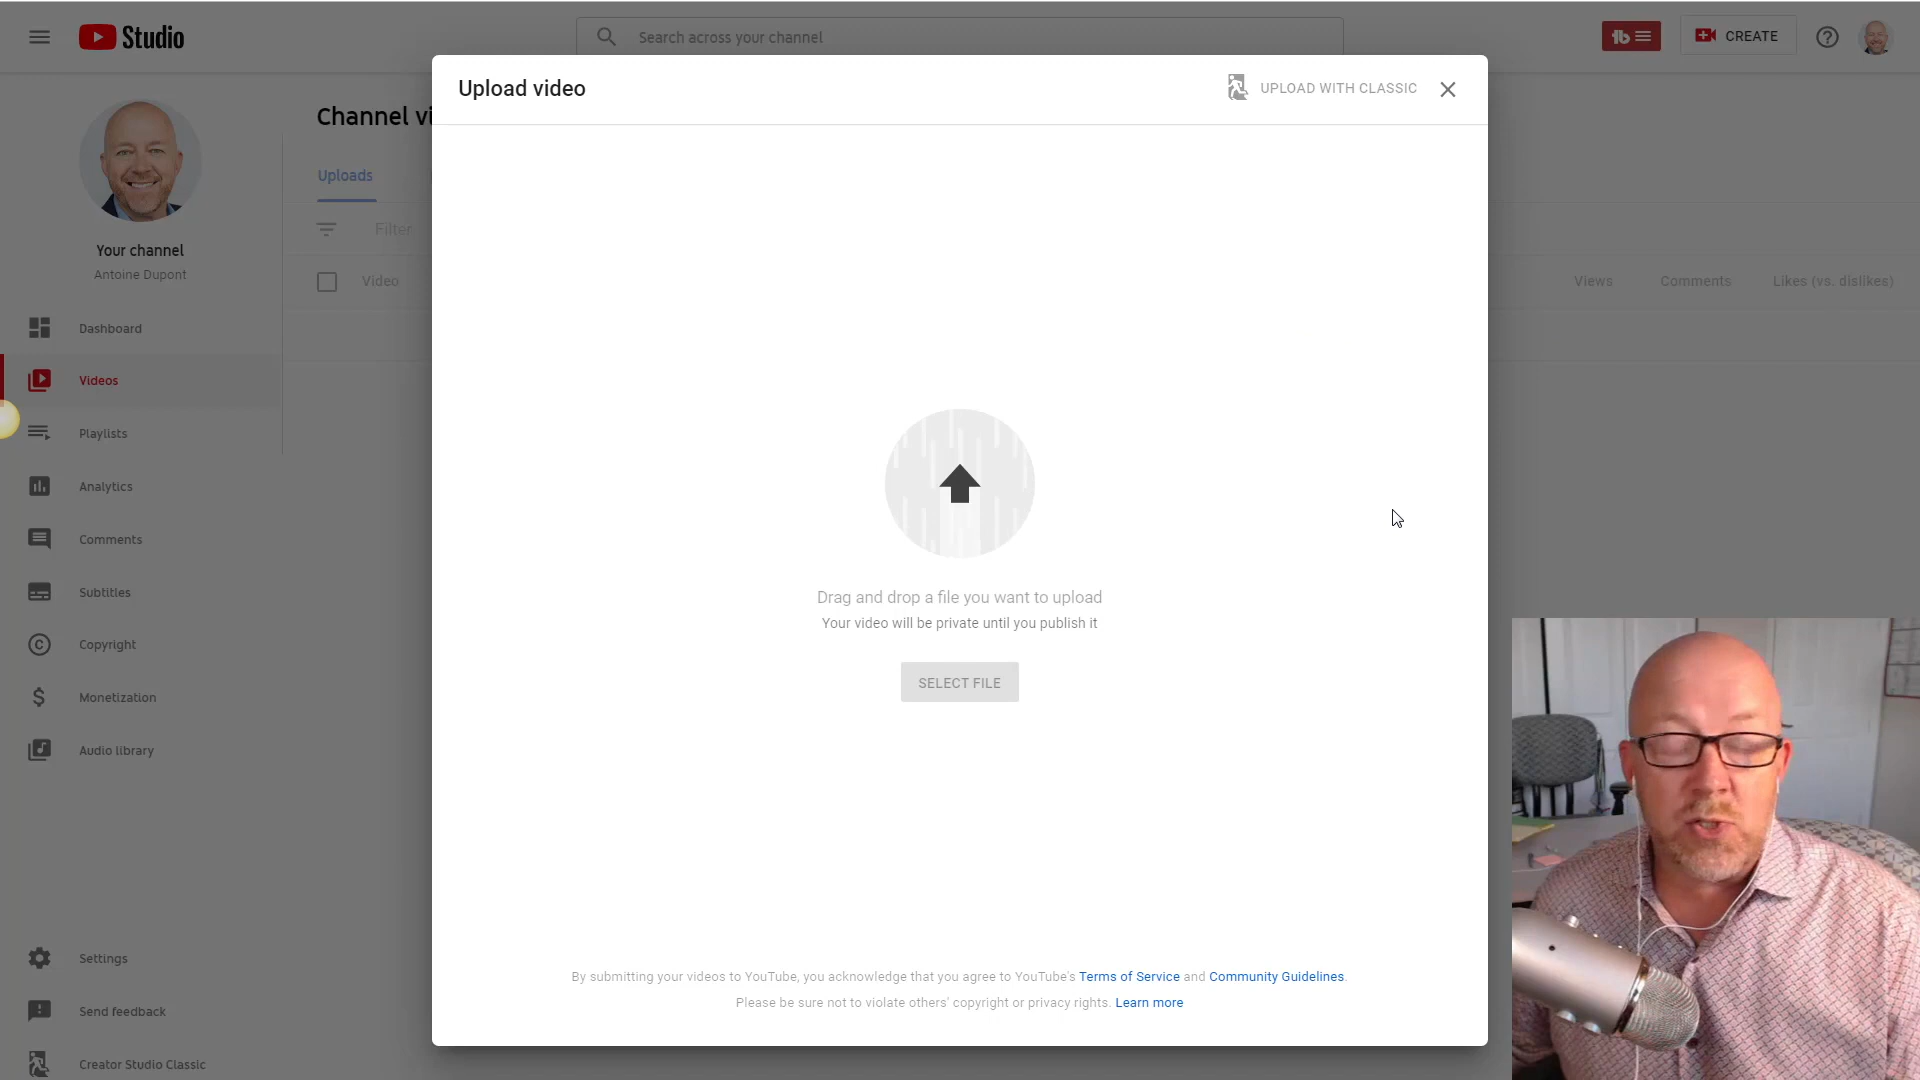 Studio
Search across your channel
CREATE
Upload video
UPLOAD WITH CLASSIC
Channel vi
Uploads
Filter
Video
Views
Comments
Likes (vs. dislikes)
Your channel
Antoine Dupont
Dashboard
Videos
Playlists
Analytics
Comments
Subtitles
Copyright
Monetization
Audio library
Settings
Send feedback
Creator Studio Classic
Drag and drop a file you want to upload
Your video will be private until you publish it
SELECT FILE
By submitting your videos to YouTube, you acknowledge that you agree to YouTube's Terms of Service and Community Guidelines.
Please be sure not to violate others' copyright or privacy rights. Learn more